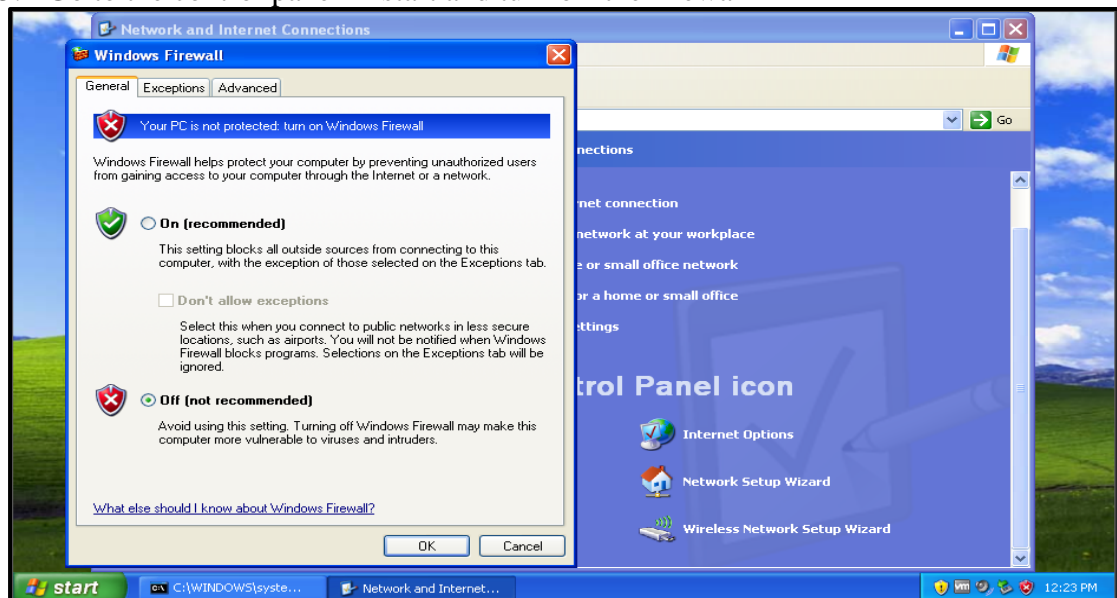 Network and Internet Connections
Windows Firewall
General Exceptions Advanced
Your PC is not protected: turn on Windows Firewall
Windows Firewall helps protect your computer by preventing unauthorized users
from gaining access to your computer through the Internet or a network.
On (recommended)
This setting blocks all outside sources from connecting to this
computer, with the exception of those selected on the Exceptions tab.
Don't allow exceptions
Select this when you connect to public networks in less secure
locations, such as airports. You will not be notified when Windows
Firewall blocks programs. Selections on the Exceptions tab will be
ignored.
Off (not recommended)
Avoid using this setting. Turning off Windows Firewall may make this
computer more vulnerable to viruses and intruders.
What else should I know about Windows Firewall?
OK Cancel
Go
nections
net connection
network at your workplace
e or small office network
or a home or small office
ettings
trol Panel icon
Internet Options
Network Setup Wizard
Wireless Network Setup Wizard
start C:\WINDOWS\syste... Network and Internet... 12:23 PM